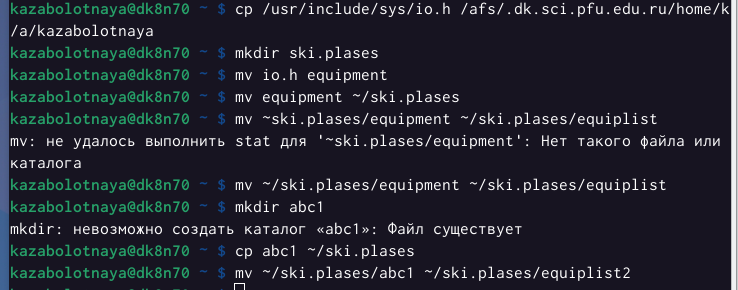 kazabolotnaya@dk8n70 ~ $ cp /usr/include/sys/io.h /afs/.dk.sci.pfu.edu.ru/home/k
/a/kazabolotnaya
kazabolotnaya@dk8n70 ~ $ mkdir ski.plases
kazabolotnaya@dk8n70 ~ $ mv io.h equipment
kazabolotnaya@dk8n70 ~ $ mv equipment ~/ski.plases
kazabolotnaya@dk8n70 ~ $ mv ~ski.plases/equipment ~/ski.plases/equiplist
mv: не удалось выполнить stat для '~ski.plases/equipment': Нет такого файла или
каталога
kazabolotnaya@dk8n70 ~ $ mv ~/ski.plases/equipment ~/ski.plases/equiplist
kazabolotnaya@dk8n70 ~ $ mkdir abc1
mkdir: невозможно создать каталог «abc1»: Файл существует
kazabolotnaya@dk8n70 ~ $ cp abc1 ~/ski.plases
kazabolotnaya@dk8n70 ~ $ mv ~/ski.plases/abc1 ~/ski.plases/equiplist2